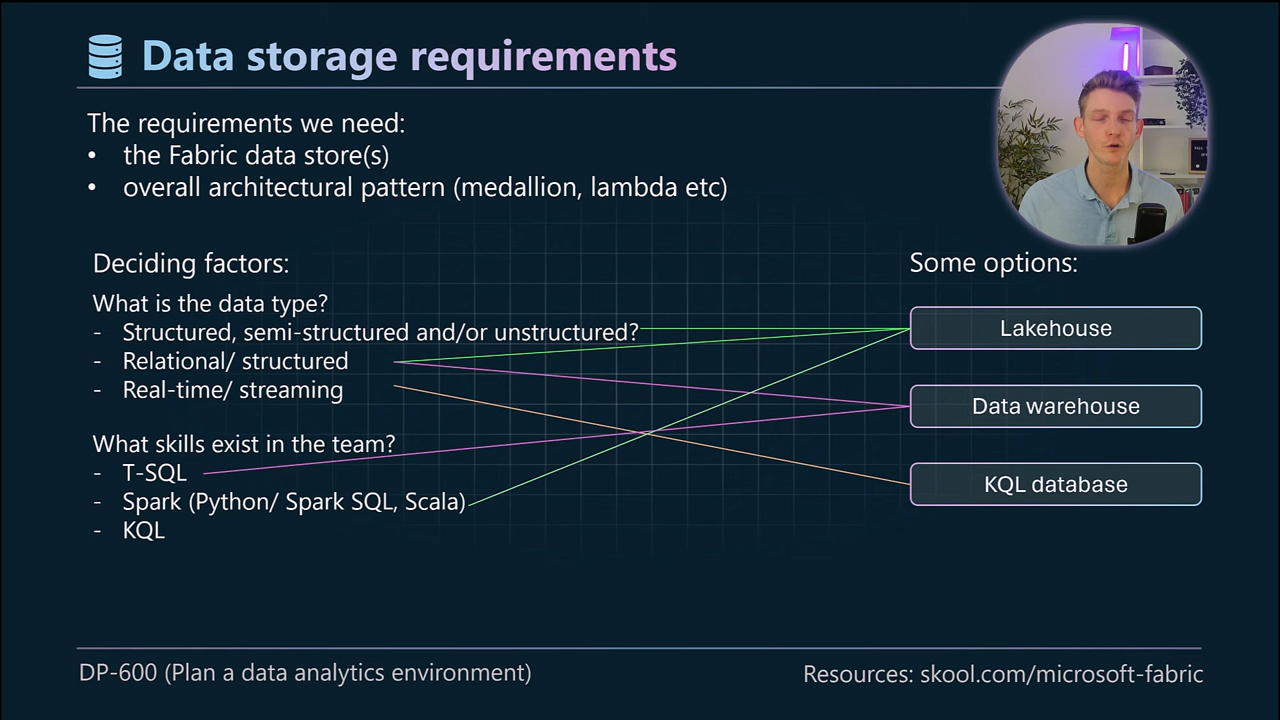 Data storage requirements
The requirements we need:
• the Fabric data store(s)
• overall architectural pattern (medallion, lambda etc)
Deciding factors:
What is the data type?
- Structured, semi-structured and/or unstructured?
- Relational/ structured
- Real-time/ streaming
What skills exist in the team?
- T-SQL
- Spark (Python/ Spark SQL, Scala)
- KQL
Some options:
Lakehouse
Data warehouse
KQL database
DP-600 (Plan a data analytics environment)
Resources: skool.com/microsoft-fabric